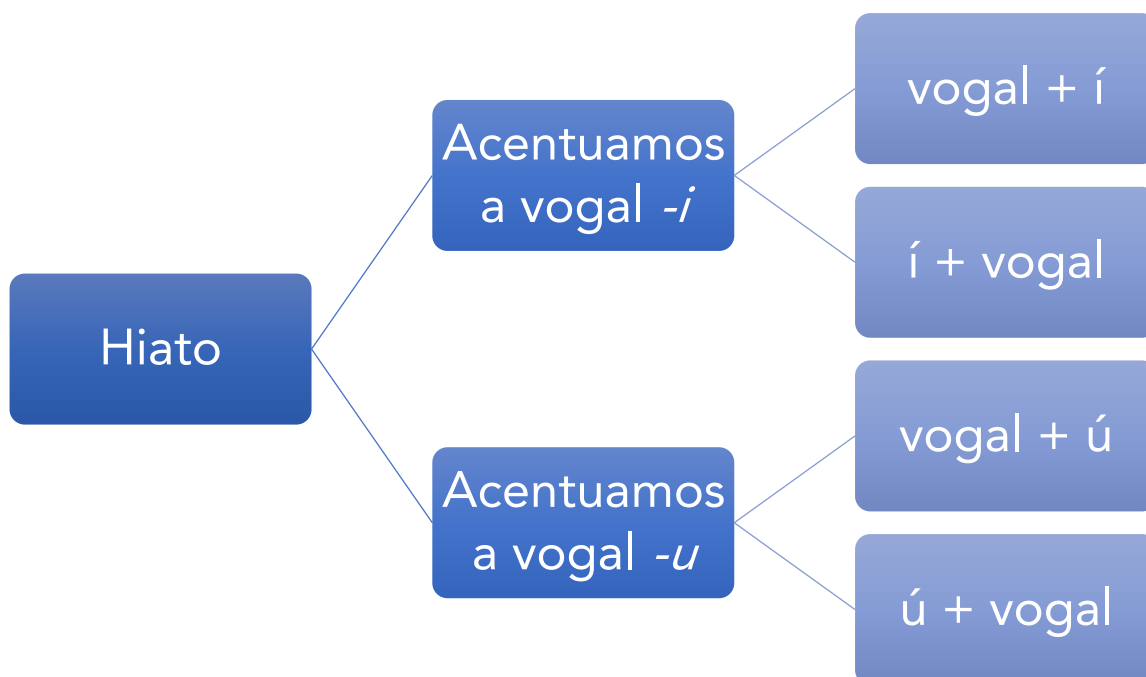 Hiato
Acentuamos
a vogal -i
vogal + í
í + vogal
Acentuamos
a vogal -u
vogal + ú
ú + vogal